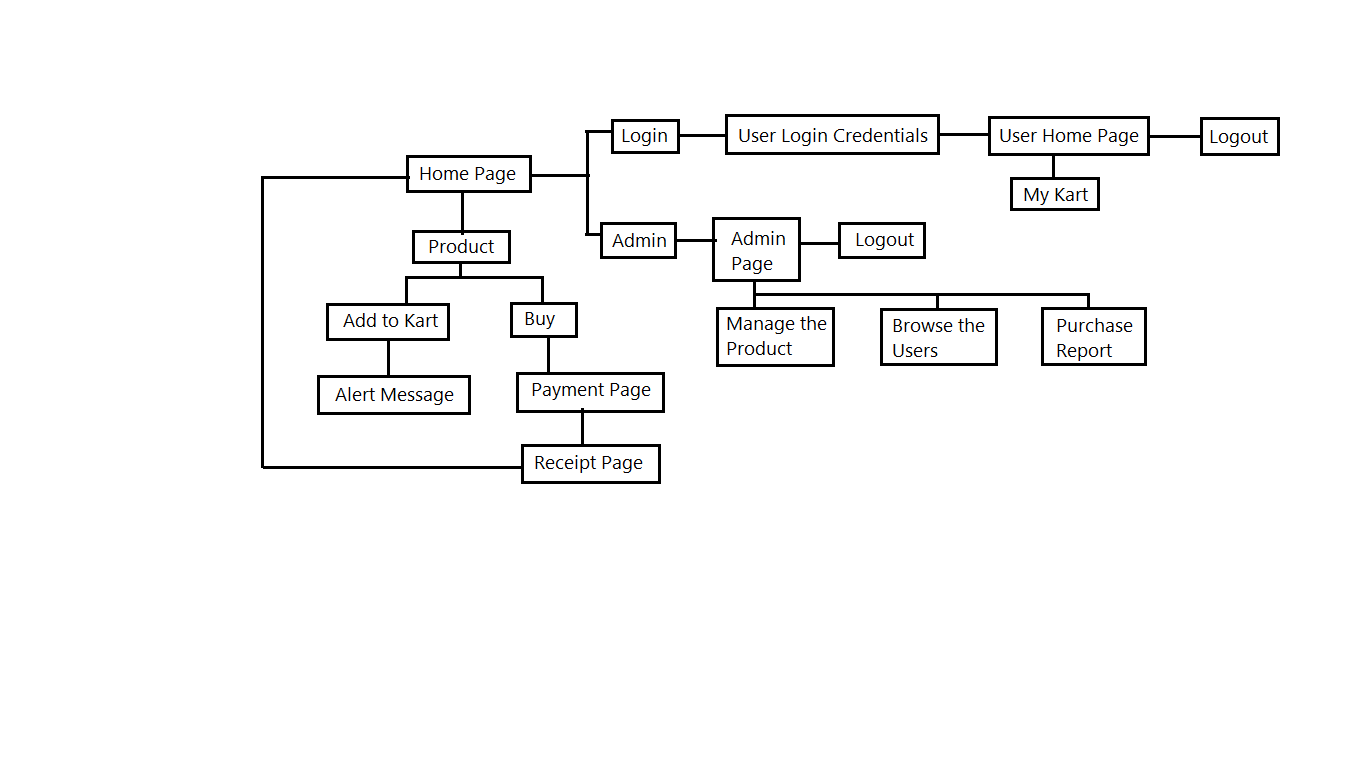 Login
User Login Credentials
User Home Page
Logout
Home Page
My Kart
Product
Admin
Admin
Page
Logout
Add to Kart
Buy
Manage the
Product
Browse the
Users
Purchase
Report
Alert Message
Payment Page
Receipt Page